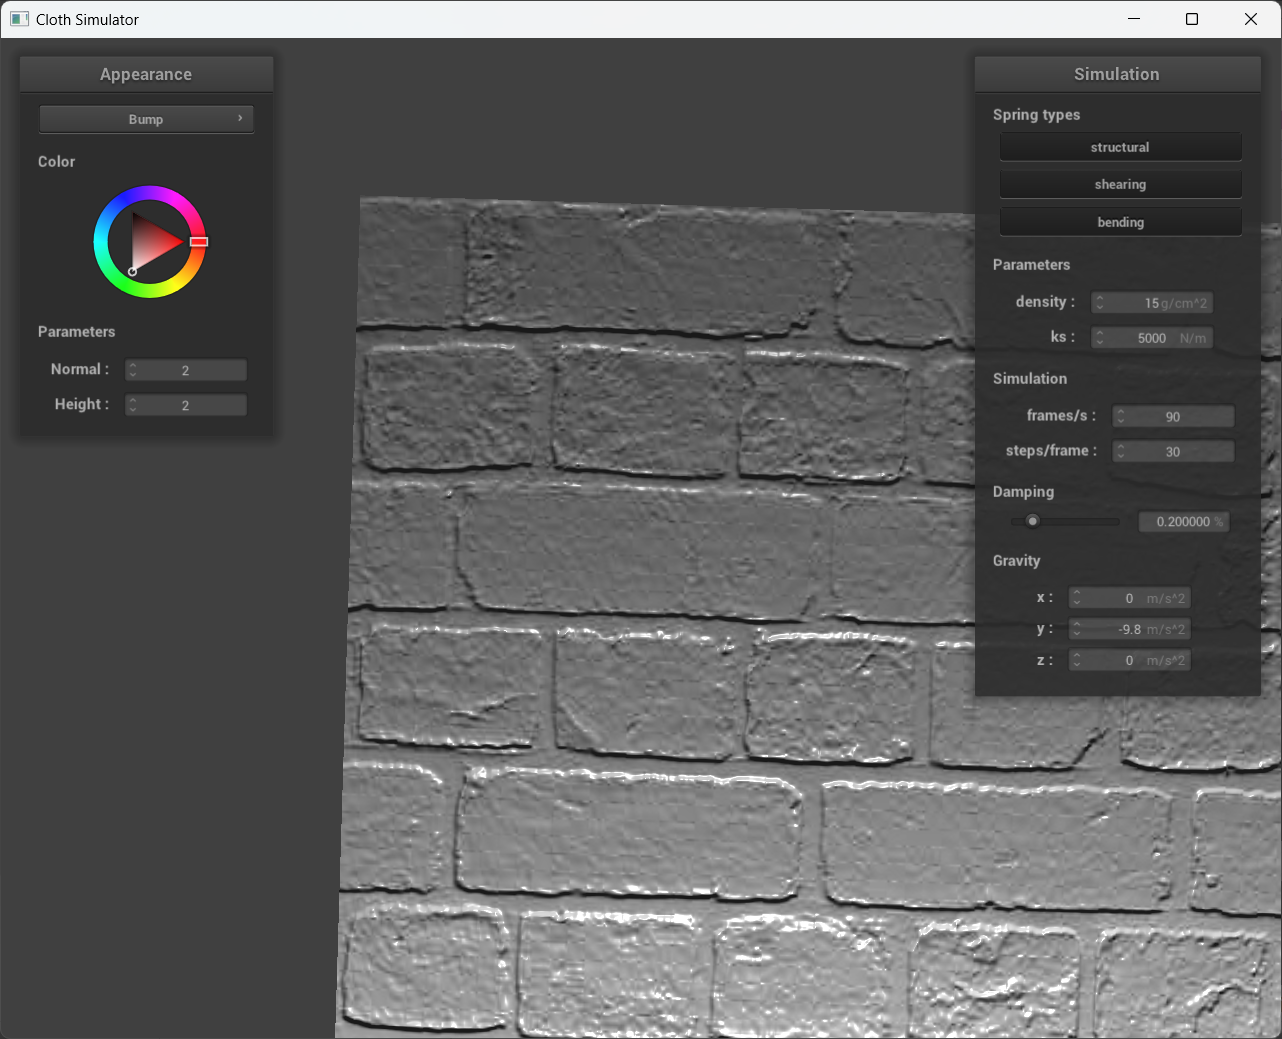 Cloth Simulator
Appearance
Bump
Color
Parameters
Normal : 2
Height : 2
Simulation
Spring types
structural
shearing
bending
Parameters
density : 15 g/cm^2
ks : 5000 N/m
Simulation
frames/s : 90
steps/frame : 30
Damping
0.200000 %
Gravity
x : 0 m/s^2
y : -9.8 m/s^2
z : 0 m/s^2